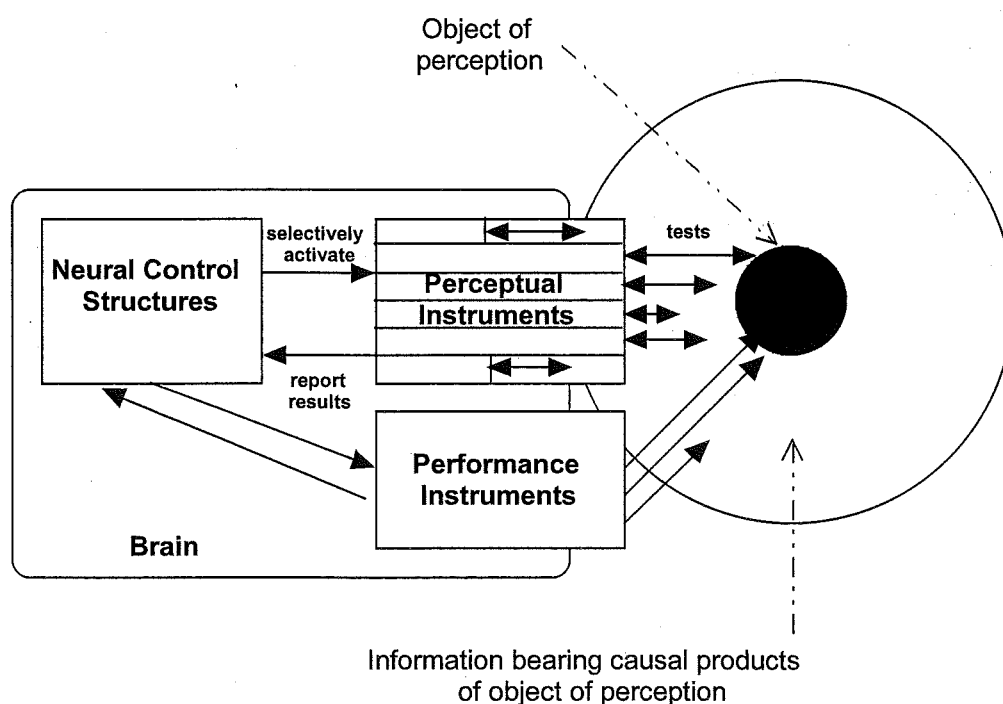 Object of
perception
selectively
activate
tests
Neural Control
Structures
Perceptual
Instruments
report
results
Performance
Instruments
Brain
Information bearing causal products
of object of perception